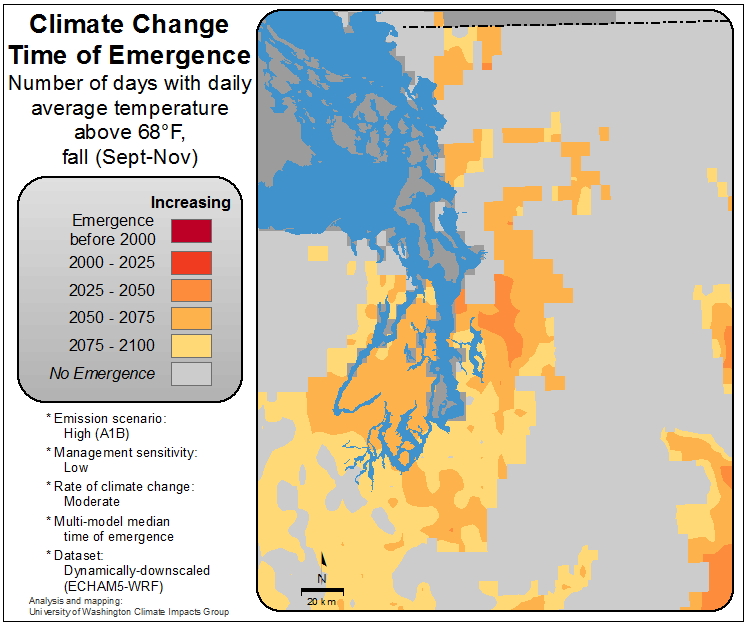 Climate Change
Time of Emergence
Number of days with daily
average temperature
above 68°F,
fall (Sept-Nov)
Increasing
Emergence
before 2000
2000 - 2025
2025 - 2050
2050 - 2075
2075 - 2100
No Emergence
* Emission scenario:
High (A1B)
* Management sensitivity:
Low
* Rate of climate change:
Moderate
* Multi-model median
time of emergence
* Dataset:
Dynamically-downscaled
(ECHAM5-WRF)
Analysis and mapping:
University of Washington Climate Impacts Group
N
20 km